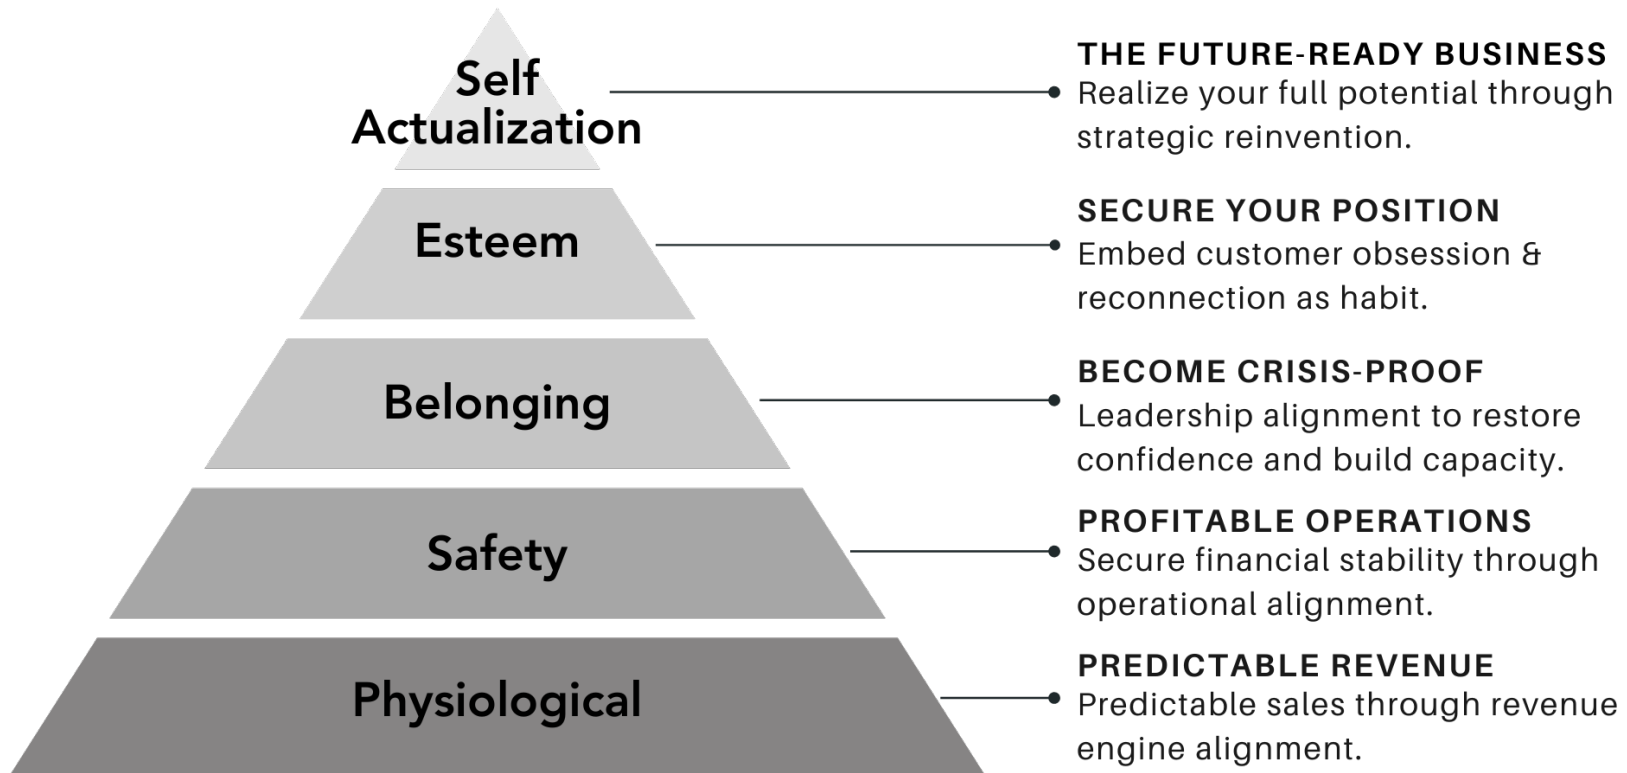 Self
Actualization
THE FUTURE-READY BUSINESS
Realize your full potential through
strategic reinvention.
Esteem
SECURE YOUR POSITION
Embed customer obsession &
reconnection as habit.
Belonging
BECOME CRISIS-PROOF
Leadership alignment to restore
confidence and build capacity.
Safety
PROFITABLE OPERATIONS
Secure financial stability through
operational alignment.
Physiological
PREDICTABLE REVENUE
Predictable sales through revenue
engine alignment.